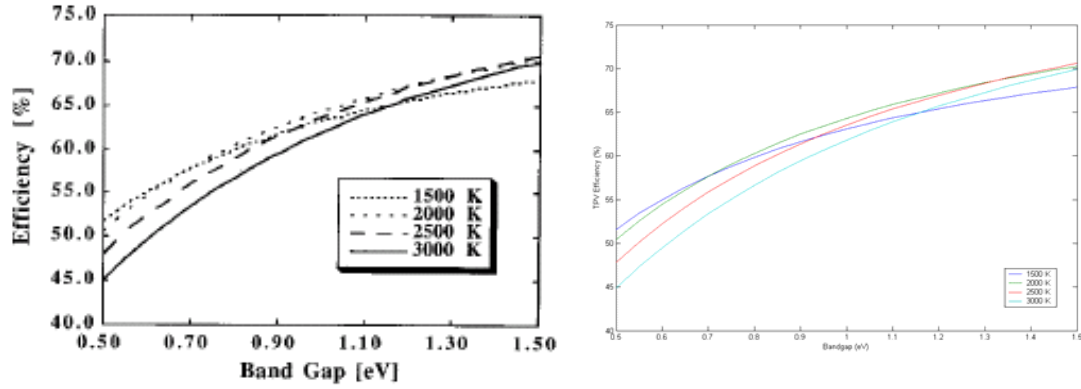 75.0
70.0
65.0
60.0
55.0
50.0
45.0
40.0
Efficiency [%]
1500 K
2000 K
2500 K
3000 K
0.50 0.70 0.90 1.10 1.30 1.50
Band Gap [eV]
75
70
65
60
55
50
45
40
TPV Efficiency (%)
1500 K
2000 K
2500 K
3000 K
0.5 0.6 0.7 0.8 0.9 1 1.1 1.2 1.3 1.4 1.5
Bandgap (eV)